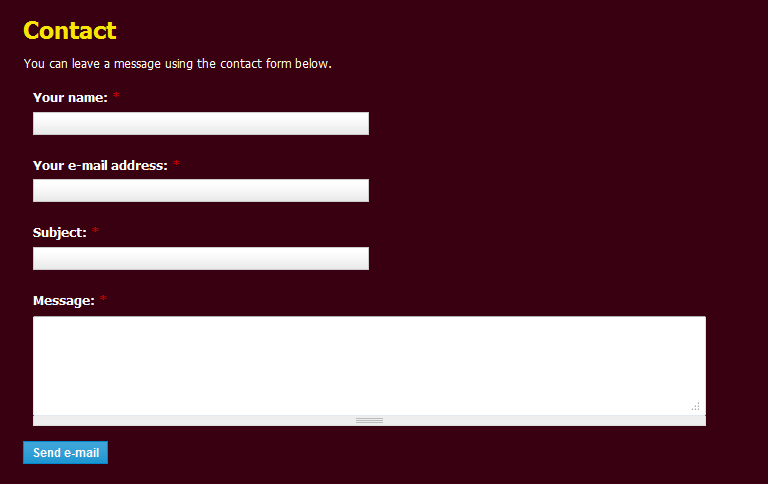 Contact
You can leave a message using the contact form below.
Your name: *
Your e-mail address: *
Subject: *
Message: *
Send e-mail